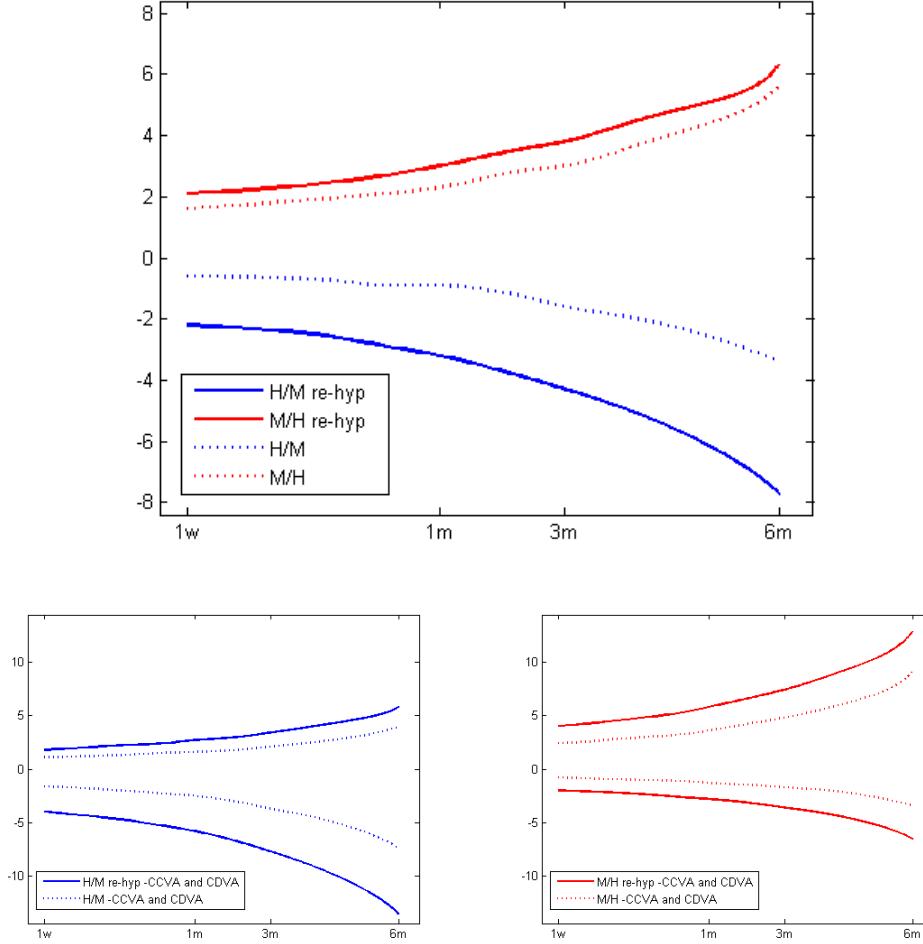 8
6
4
2
0
-2
-4
-6
-8
H/M re-hyp
M/H re-hyp
H/M
M/H
1w 1m 3m 6m
10
5
0
-5
-10
H/M re-hyp -CCVA and CDVA
H/M -CCVA and CDVA
1w 1m 3m 6m
10
5
0
-5
-10
M/H re-hyp -CCVA and CDVA
M/H -CCVA and CDVA
1w 1m 3m 6m